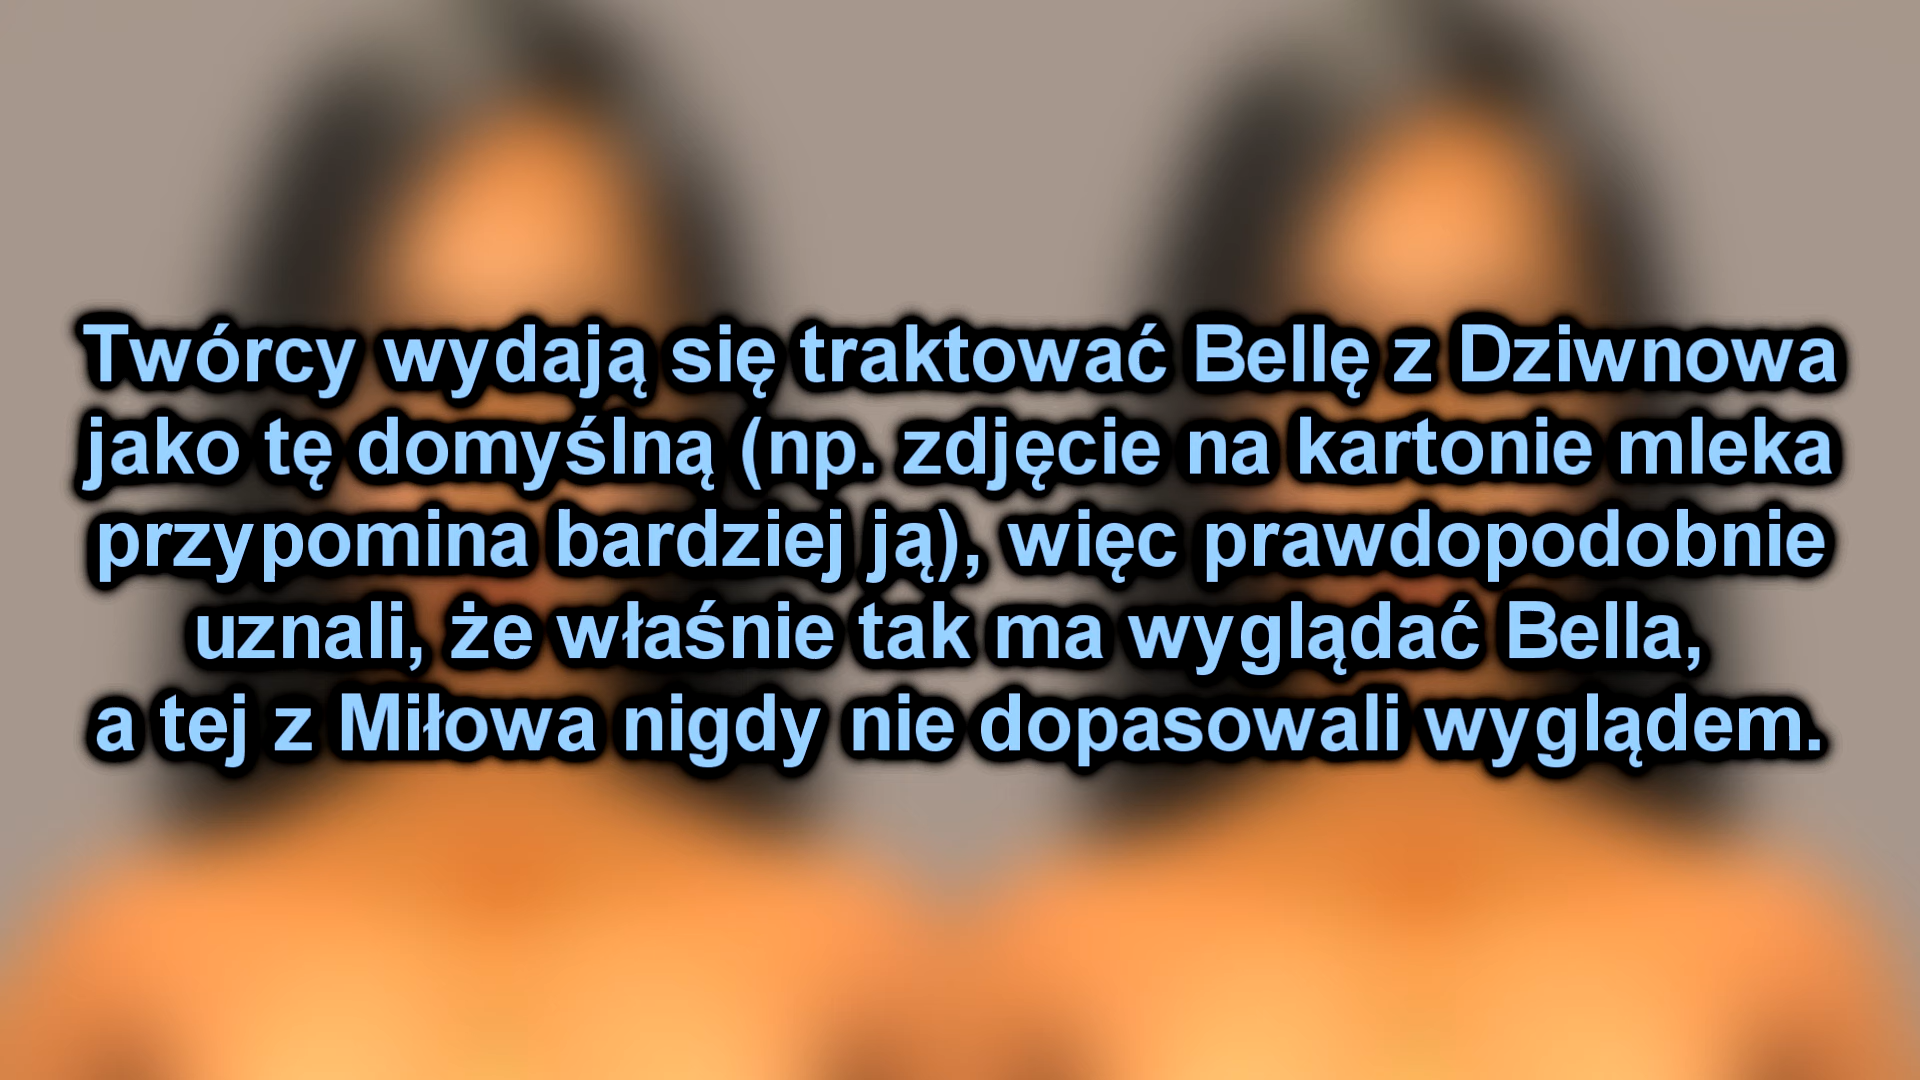 Twórcy wydają się traktować Bellę z Dziwnowa
jako tę domyślną (np. zdjęcie na kartonie mleka
przypomina bardziej ją), więc prawdopodobnie
uznali, że właśnie tak ma wyglądać Bella,
a tej z Miłowa nigdy nie dopasowali wyglądem.